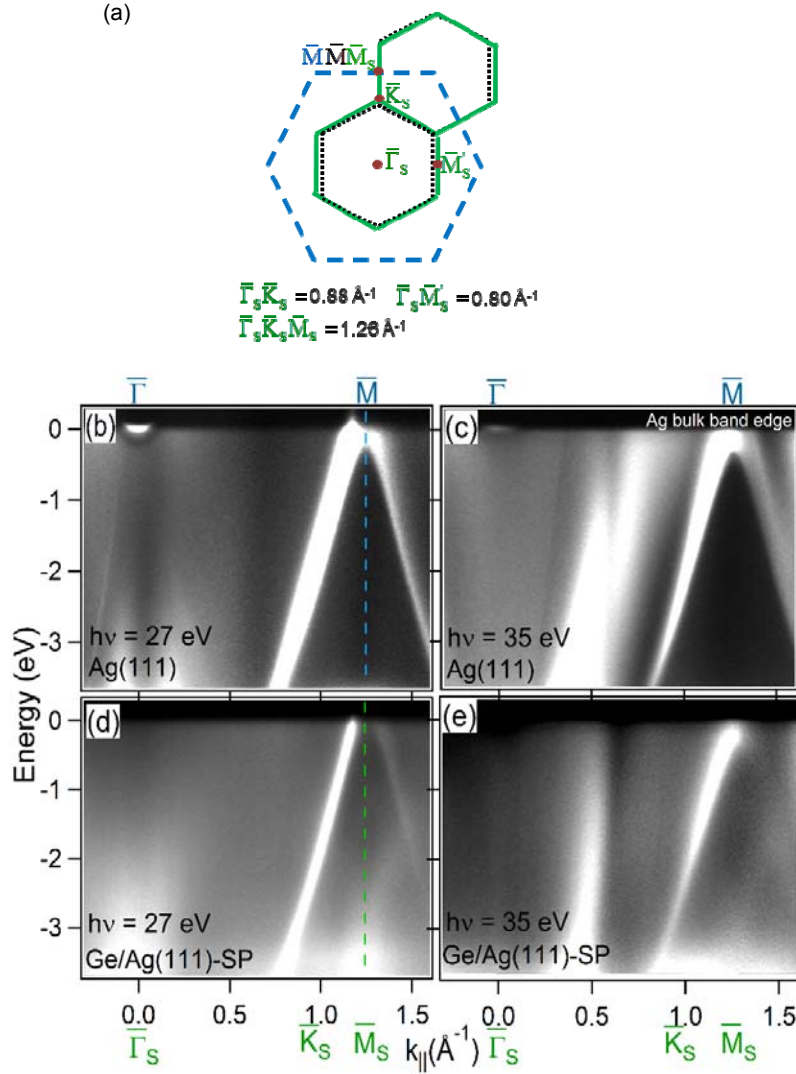 (a)
M̄ M̄ M̄s
K̄s
Γ̄s M̄'s
Γ̄sK̄s = 0.88 Å-1 Γ̄sM̄'s = 0.80 Å-1
Γ̄sK̄sM̄s = 1.26 Å-1
Γ̄ M̄ Γ̄ M̄
(b) (c) Ag bulk band edge
0
-1
-2
-3
hν = 27 eV hν = 35 eV
Ag(111) Ag(111)
Energy (eV)
(d) (e)
0
-1
-2
-3
hν = 27 eV hν = 35 eV
Ge/Ag(111)-SP Ge/Ag(111)-SP
0.0 0.5 1.0 1.5 0.0 0.5 1.0 1.5
Γ̄S K̄S M̄S k||(Å-1) Γ̄S K̄S M̄S